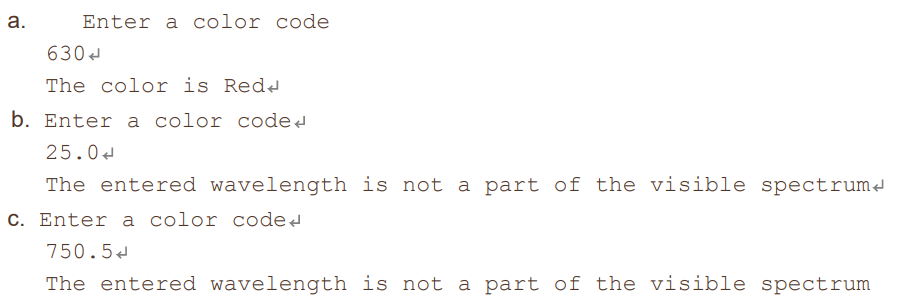 a. Enter a color code
630↵
The color is Red↵
b. Enter a color code↵
25.0↵
The entered wavelength is not a part of the visible spectrum↵
c. Enter a color code↵
750.5↵
The entered wavelength is not a part of the visible spectrum